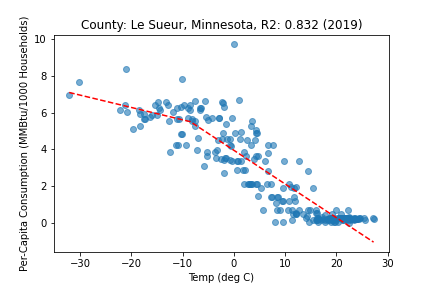 County: Le Sueur, Minnesota, R2: 0.832 (2019)
Per-Capita Consumption (MMBtu/1000 Households)
10
8
6
4
2
0
−30 −20 −10 0 10 20 30
Temp (deg C)